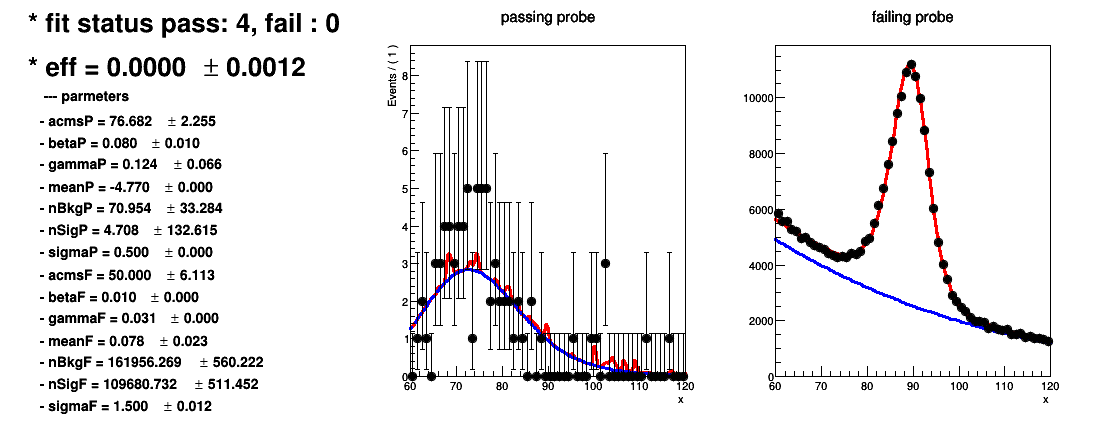 * fit status pass: 4, fail : 0
* eff = 0.0000 ± 0.0012
--- parmeters
- acmsP = 76.682 ± 2.255
- betaP = 0.080 ± 0.010
- gammaP = 0.124 ± 0.066
- meanP = -4.770 ± 0.000
- nBkgP = 70.954 ± 33.284
- nSigP = 4.708 ± 132.615
- sigmaP = 0.500 ± 0.000
- acmsF = 50.000 ± 6.113
- betaF = 0.010 ± 0.000
- gammaF = 0.031 ± 0.000
- meanF = 0.078 ± 0.023
- nBkgF = 161956.269 ± 560.222
- nSigF = 109680.732 ± 511.452
- sigmaF = 1.500 ± 0.012
passing probe
Events / ( 1 )
8
7
6
5
4
3
2
1
0
60 70 80 90 100 110 120
x
failing probe
10000
8000
6000
4000
2000
0
60 70 80 90 100 110 120
x